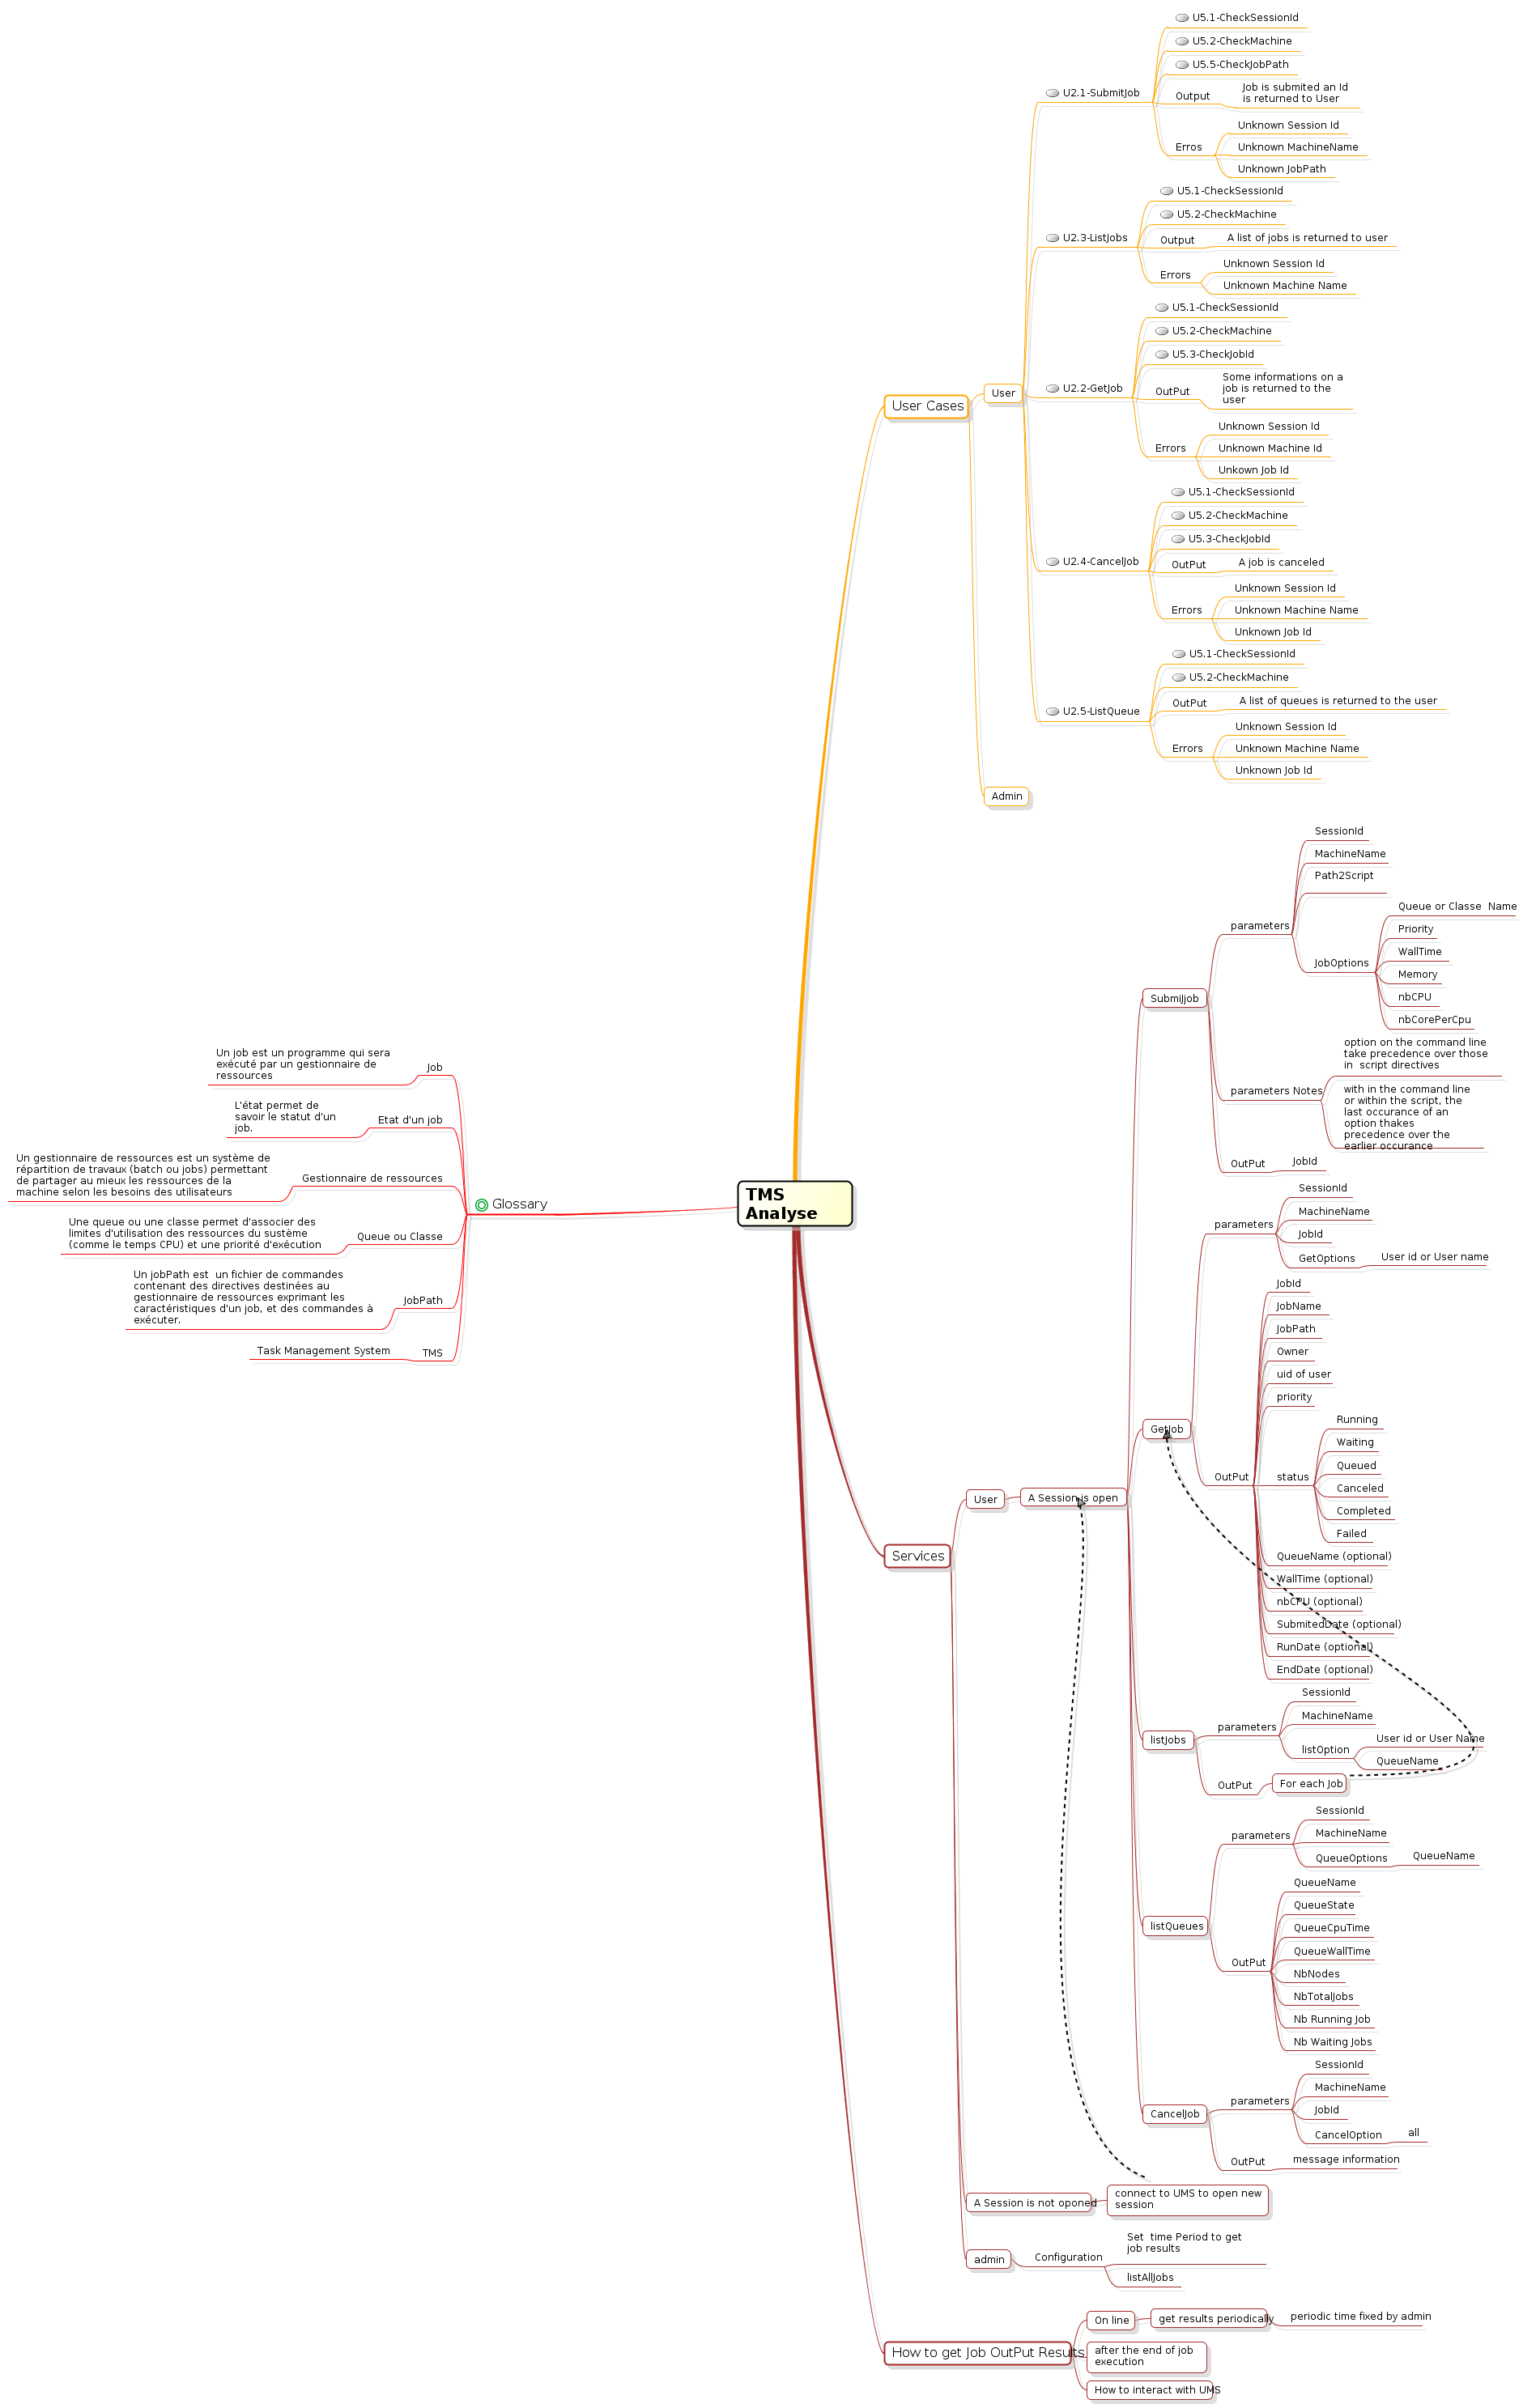 TMS
Analyse
User Cases
User
U2.1-SubmitJob
U5.1-CheckSessionId
U5.2-CheckMachine
U5.5-CheckJobPath
Output
Job is submited an Id
is returned to User
Erros
Unknown Session Id
Unknown MachineName
Unknown JobPath
U2.3-ListJobs
U5.1-CheckSessionId
U5.2-CheckMachine
Output
A list of jobs is returned to user
Errors
Unknown Session Id
Unknown Machine Name
U2.2-GetJob
U5.1-CheckSessionId
U5.2-CheckMachine
U5.3-CheckJobId
OutPut
Some informations on a
job is returned to the
user
Errors
Unknown Session Id
Unknown Machine Id
Unkown Job Id
U2.4-CancelJob
U5.1-CheckSessionId
U5.2-CheckMachine
U5.3-CheckJobId
OutPut
A job is canceled
Errors
Unknown Session Id
Unknown Machine Name
Unknown Job Id
U2.5-ListQueue
U5.1-CheckSessionId
U5.2-CheckMachine
OutPut
A list of queues is returned to the user
Errors
Unknown Session Id
Unknown Machine Name
Unknown Job Id
Admin
Glossary
Job
Un job est un programme qui sera
exécuté par un gestionnaire de
ressources
Etat d'un job
L'état permet de
savoir le statut d'un
job.
Gestionnaire de ressources
Un gestionnaire de ressources est un système de
répartition de travaux (batch ou jobs) permettant
de partager au mieux les ressources de la
machine selon les besoins des utilisateurs
Queue ou Classe
Une queue ou une classe permet d'associer des
limites d'utilisation des ressources du sustème
(comme le temps CPU) et une priorité d'exécution
JobPath
Un jobPath est  un fichier de commandes
contenant des directives destinées au
gestionnaire de ressources exprimant les
caractéristiques d'un job, et des commandes à
exécuter.
TMS
Task Management System
Services
User
A Session is open
SubmiJjob
parameters
SessionId
MachineName
Path2Script
JobOptions
Queue or Classe  Name
Priority
WallTime
Memory
nbCPU
nbCorePerCpu
parameters Notes
option on the command line
take precedence over those
in  script directives
with in the command line
or within the script, the
last occurance of an
option thakes
precedence over the
earlier occurance
OutPut
JobId
GetJob
parameters
SessionId
MachineName
JobId
GetOptions
User id or User name
OutPut
JobId
JobName
JobPath
Owner
uid of user
priority
status
Running
Waiting
Queued
Canceled
Completed
Failed
QueueName (optional)
WallTime (optional)
nbCPU (optional)
SubmitedDate (optional)
RunDate (optional)
EndDate (optional)
listJobs
parameters
SessionId
MachineName
listOption
User id or User Name
QueueName
OutPut
For each Job
listQueues
parameters
SessionId
MachineName
QueueOptions
QueueName
OutPut
QueueName
QueueState
QueueCpuTime
QueueWallTime
NbNodes
NbTotalJobs
Nb Running Job
Nb Waiting Jobs
CancelJob
parameters
SessionId
MachineName
JobId
CancelOption
all
OutPut
message information
A Session is not oponed
connect to UMS to open new
session
admin
Configuration
Set  time Period to get
job results
listAllJobs
How to get Job OutPut Results
On line
get results periodically
periodic time fixed by admin
after the end of job
execution
How to interact with UMS